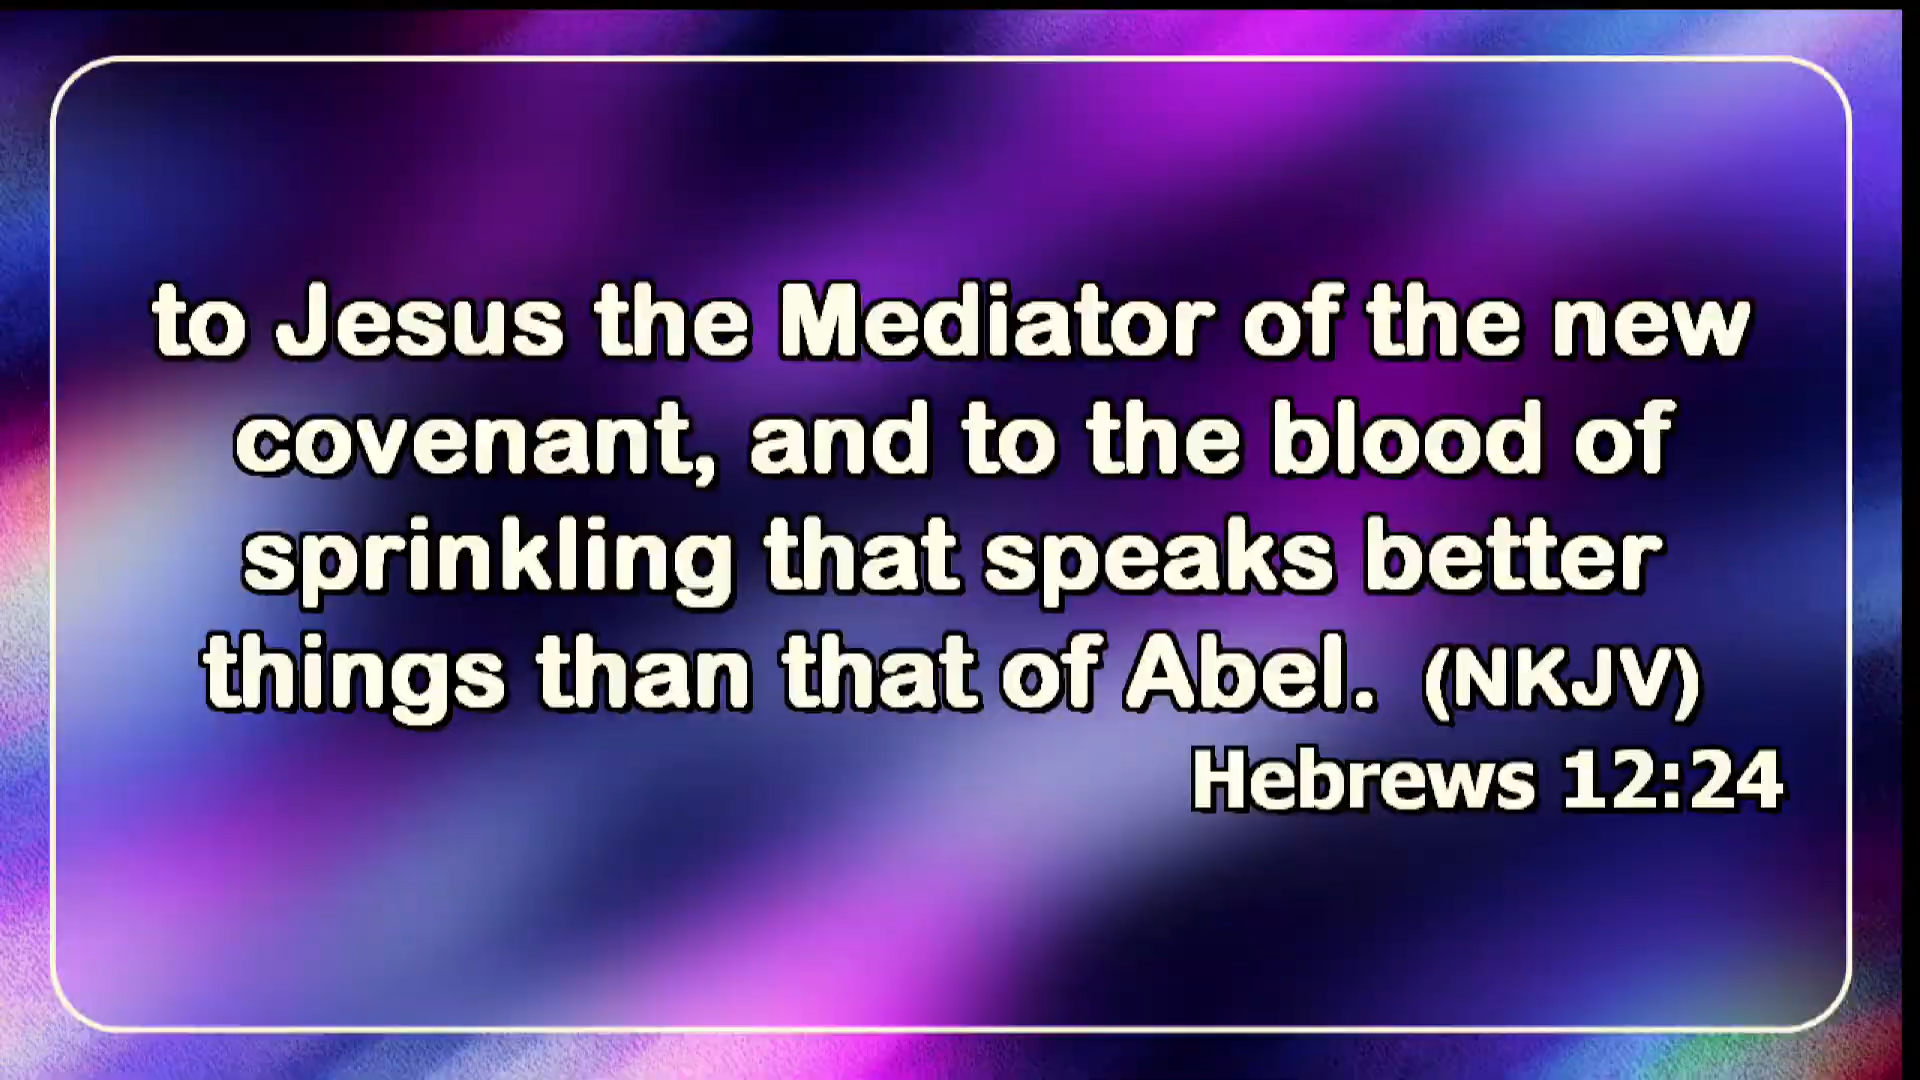 to Jesus the Mediator of the new
covenant, and to the blood of
sprinkling that speaks better
things than that of Abel. (NKJV)
Hebrews 12:24